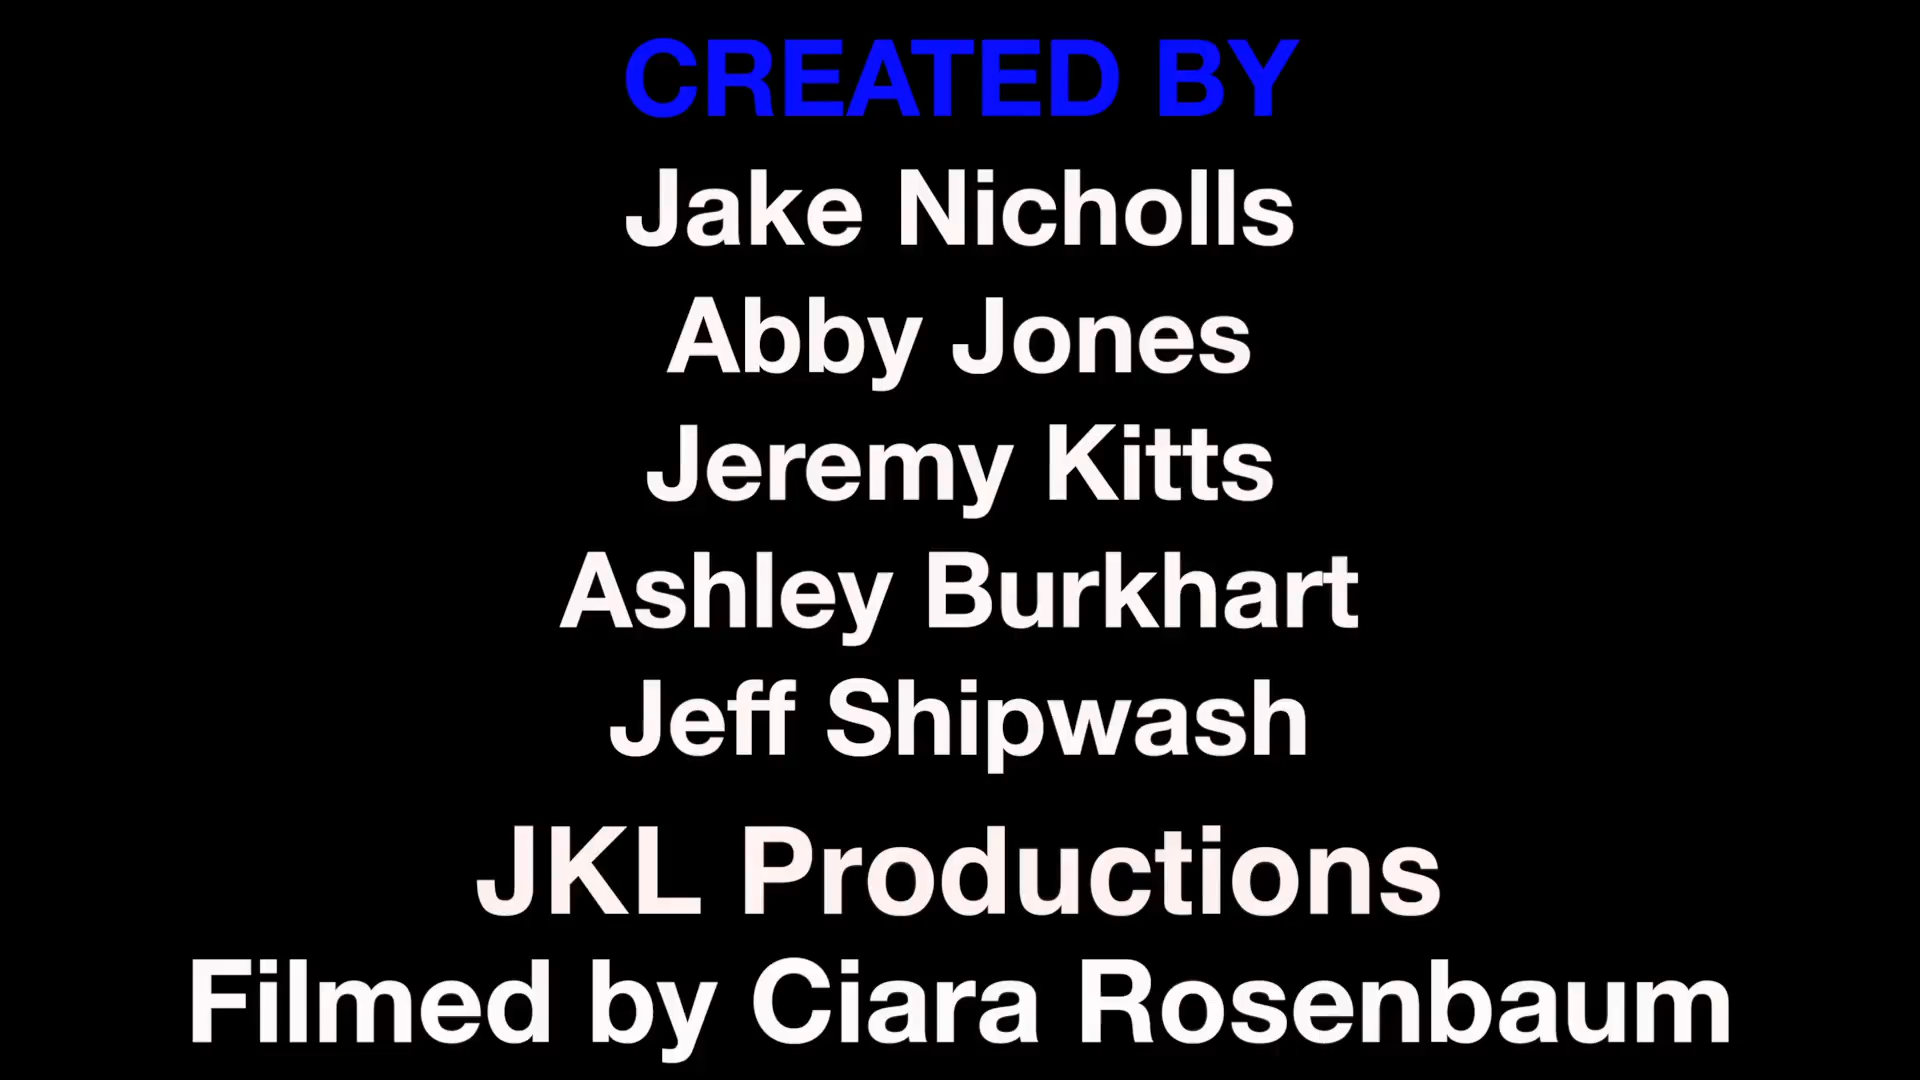 CREATED BY
Jake Nicholls
Abby Jones
Jeremy Kitts
Ashley Burkhart
Jeff Shipwash
JKL Productions
Filmed by Ciara Rosenbaum